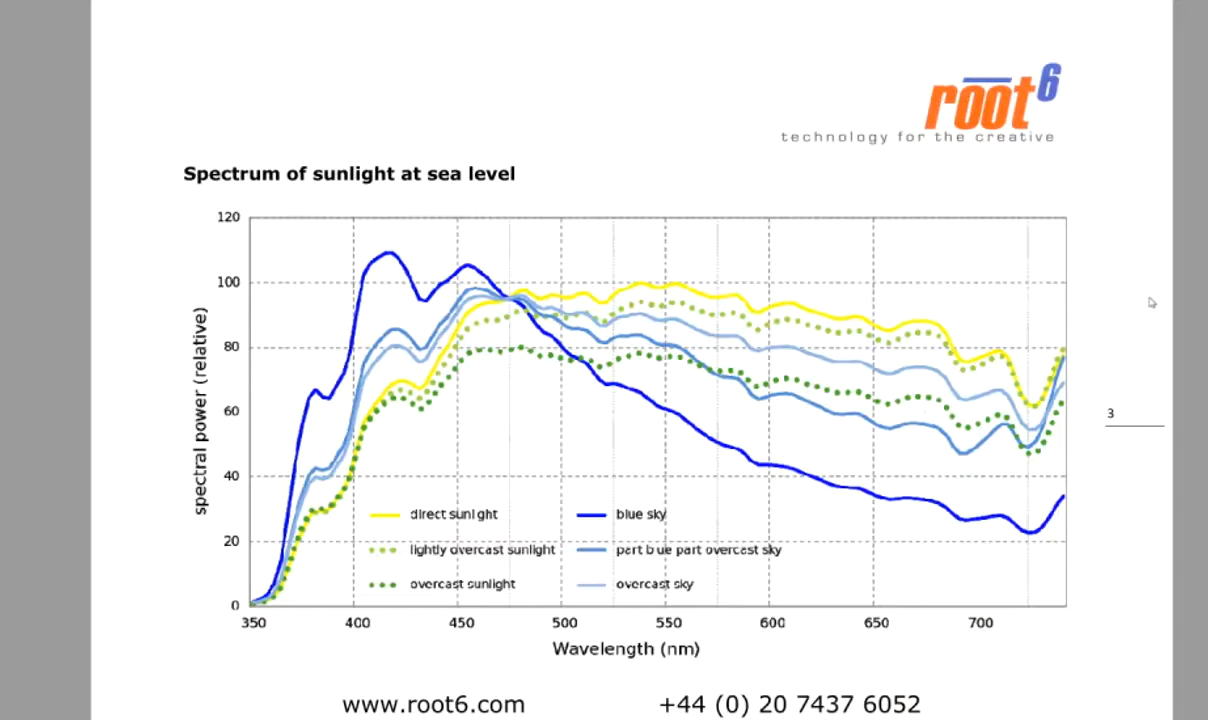 root6
technology for the creative
Spectrum of sunlight at sea level
120
100
80
60
40
20
0
spectral power (relative)
direct sunlight
blue sky
lightly overcast sunlight
part blue part overcast sky
overcast sunlight
overcast sky
350 400 450 500 550 600 650 700
Wavelength (nm)
3
www.root6.com +44 (0) 20 7437 6052